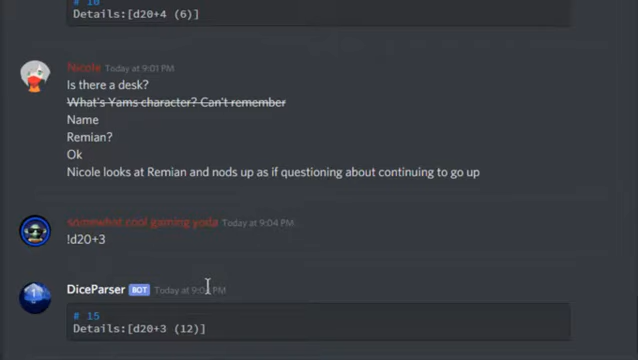 # 10
Details:[d20+4 (6)]
Nicole Today at 9:01 PM
Is there a desk?
What's Yams character? Can't remember
Name
Remian?
Ok
Nicole looks at Remian and nods up as if questioning about continuing to go up
somewhat cool gaming yoda Today at 9:04 PM
!d20+3
DiceParser BOT Today at PM
# 15
Details:[d20+3 (12)]